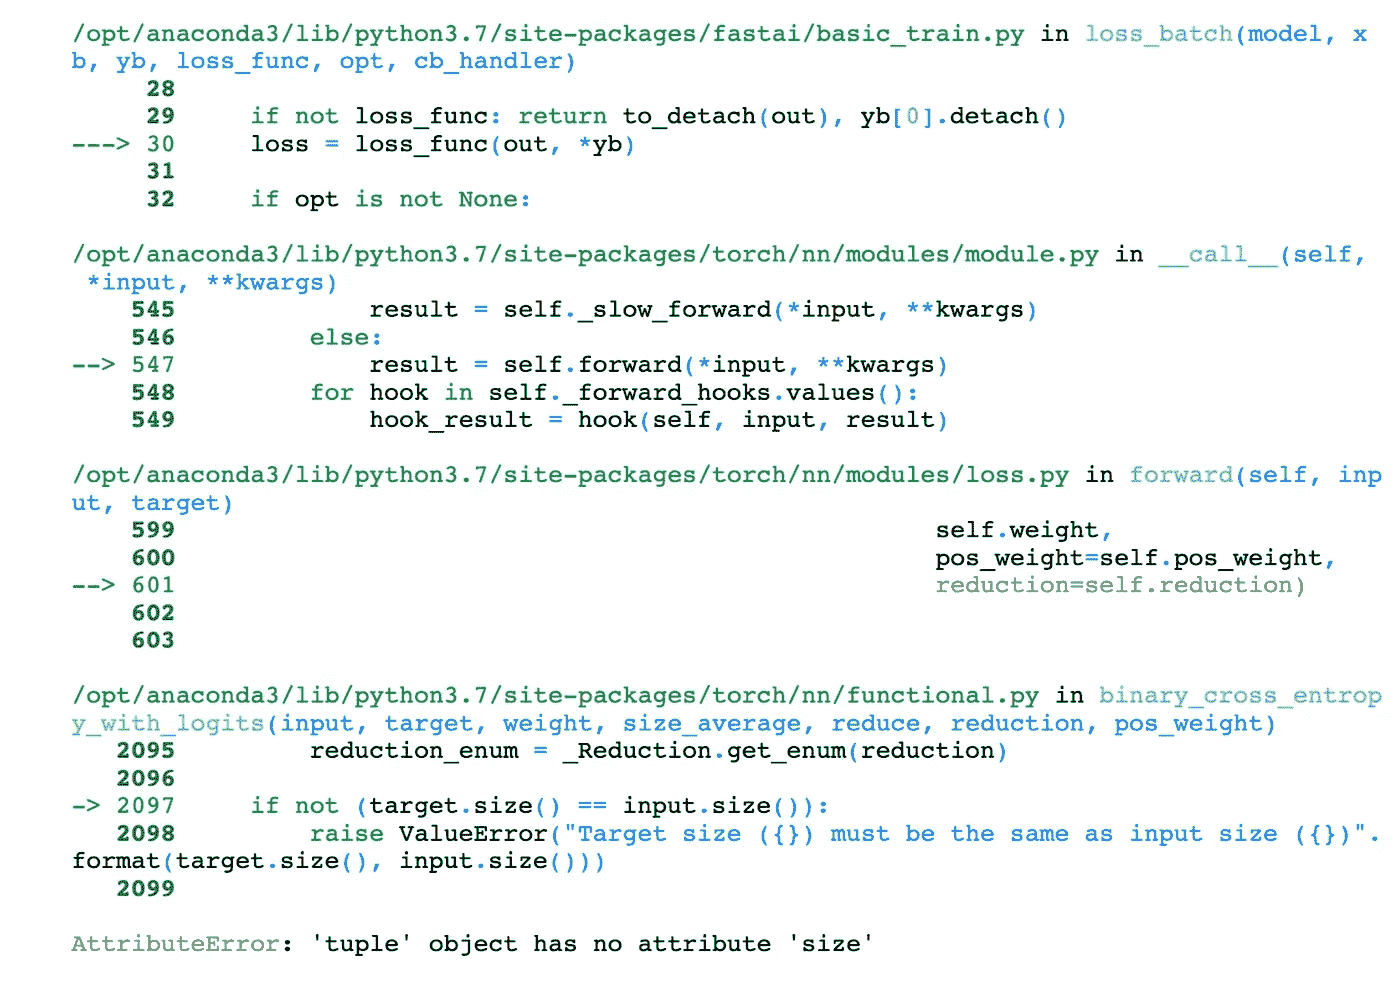 /opt/anaconda3/lib/python3.7/site-packages/fastai/basic_train.py in loss_batch(model, x
b, yb, loss_func, opt, cb_handler)
     28 
     29     if not loss_func: return to_detach(out), yb[0].detach()
---> 30     loss = loss_func(out, *yb)
     31 
     32     if opt is not None:
/opt/anaconda3/lib/python3.7/site-packages/torch/nn/modules/module.py in __call__(self,
 *input, **kwargs)
    545             result = self._slow_forward(*input, **kwargs)
    546         else:
--> 547             result = self.forward(*input, **kwargs)
    548         for hook in self._forward_hooks.values():
    549             hook_result = hook(self, input, result)
/opt/anaconda3/lib/python3.7/site-packages/torch/nn/modules/loss.py in forward(self, inp
ut, target)
    599                                                   self.weight,
    600                                                   pos_weight=self.pos_weight,
--> 601                                                   reduction=self.reduction)
    602 
    603 
/opt/anaconda3/lib/python3.7/site-packages/torch/nn/functional.py in binary_cross_entrop
y_with_logits(input, target, weight, size_average, reduce, reduction, pos_weight)
   2095         reduction_enum = _Reduction.get_enum(reduction)
   2096 
-> 2097     if not (target.size() == input.size()):
   2098         raise ValueError("Target size ({}) must be the same as input size ({})".
format(target.size(), input.size()))
   2099 
AttributeError: 'tuple' object has no attribute 'size'